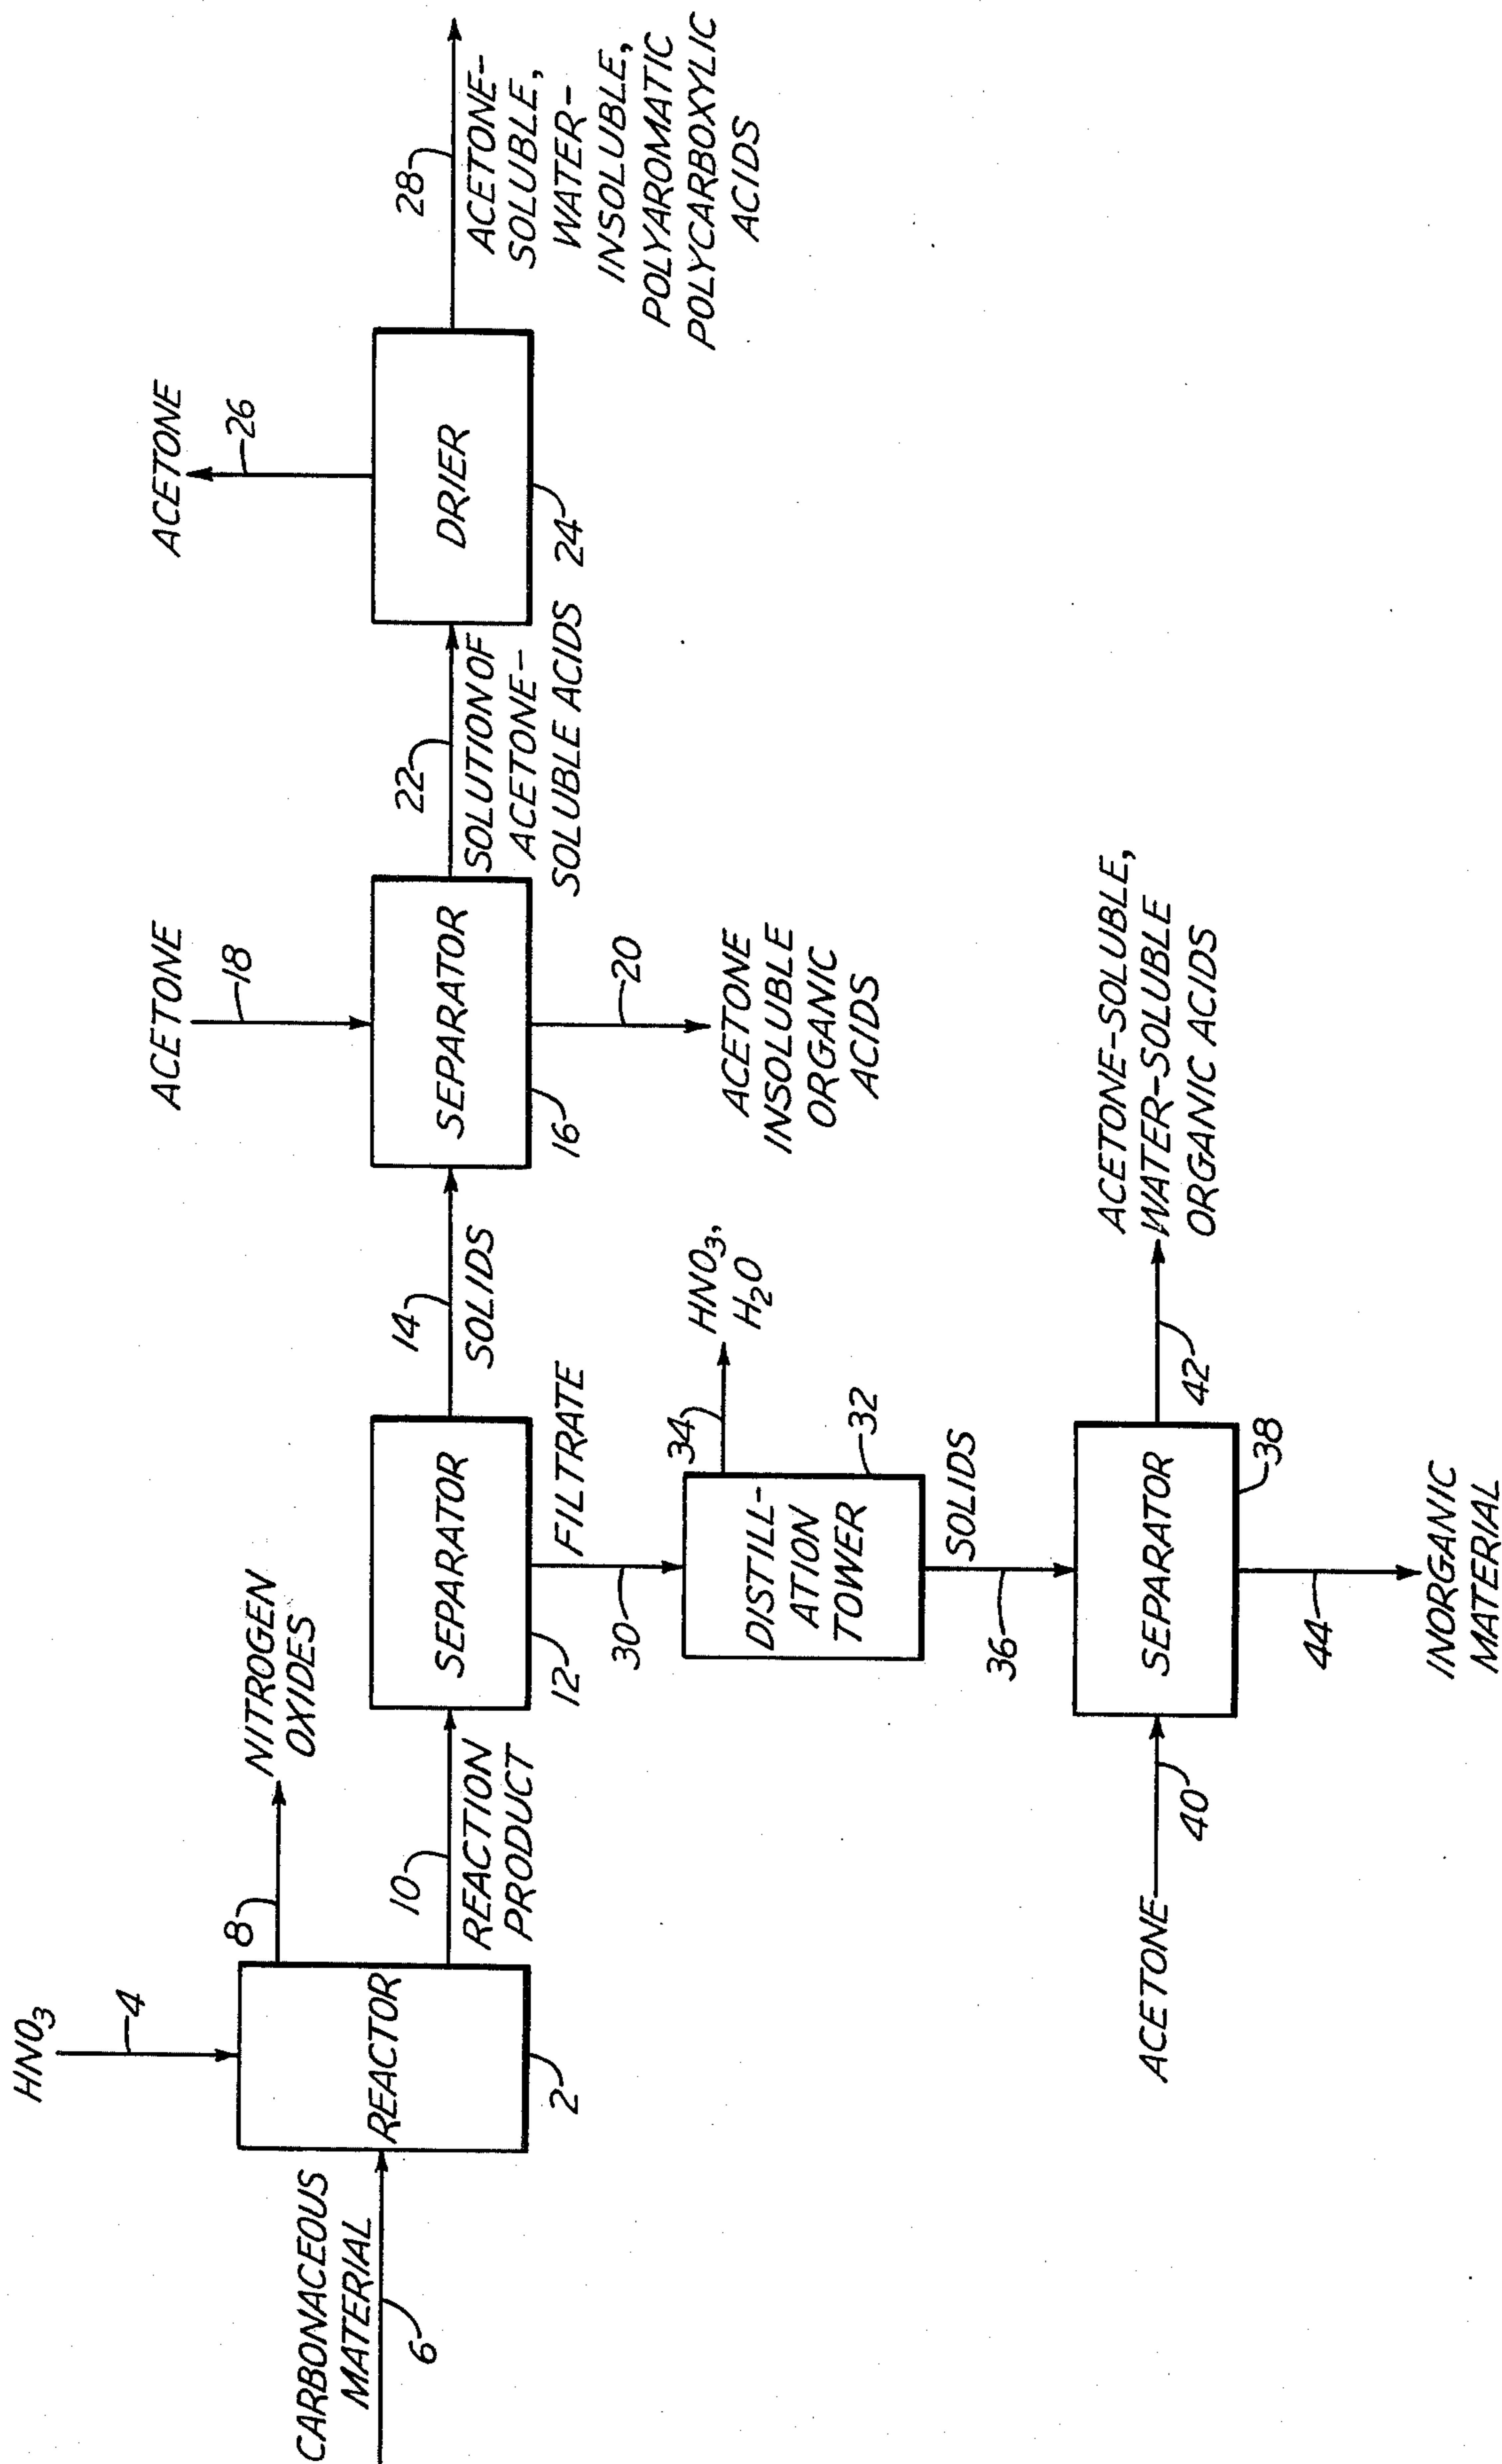 HNO₃
4
CARBONACEOUS
MATERIAL
6
REACTOR
2
8
NITROGEN
OXIDES
10
REACTION
PRODUCT
SEPARATOR
12
14
SOLIDS
ACETONE
18
SEPARATOR
16
20
ACETONE
INSOLUBLE
ORGANIC
ACIDS
22
SOLUTION OF
ACETONE-
SOLUBLE ACIDS
ACETONE
26
DRIER
24
28
ACETONE-
SOLUBLE,
WATER-
INSOLUBLE,
POLYAROMATIC
POLYCARBOXYLIC
ACIDS
FILTRATE
30
DISTILL-
ATION
TOWER
32
34
HNO₃,
H₂O
SOLIDS
36
ACETONE
40
SEPARATOR
38
42
ACETONE-SOLUBLE,
WATER-SOLUBLE
ORGANIC ACIDS
44
INORGANIC
MATERIAL